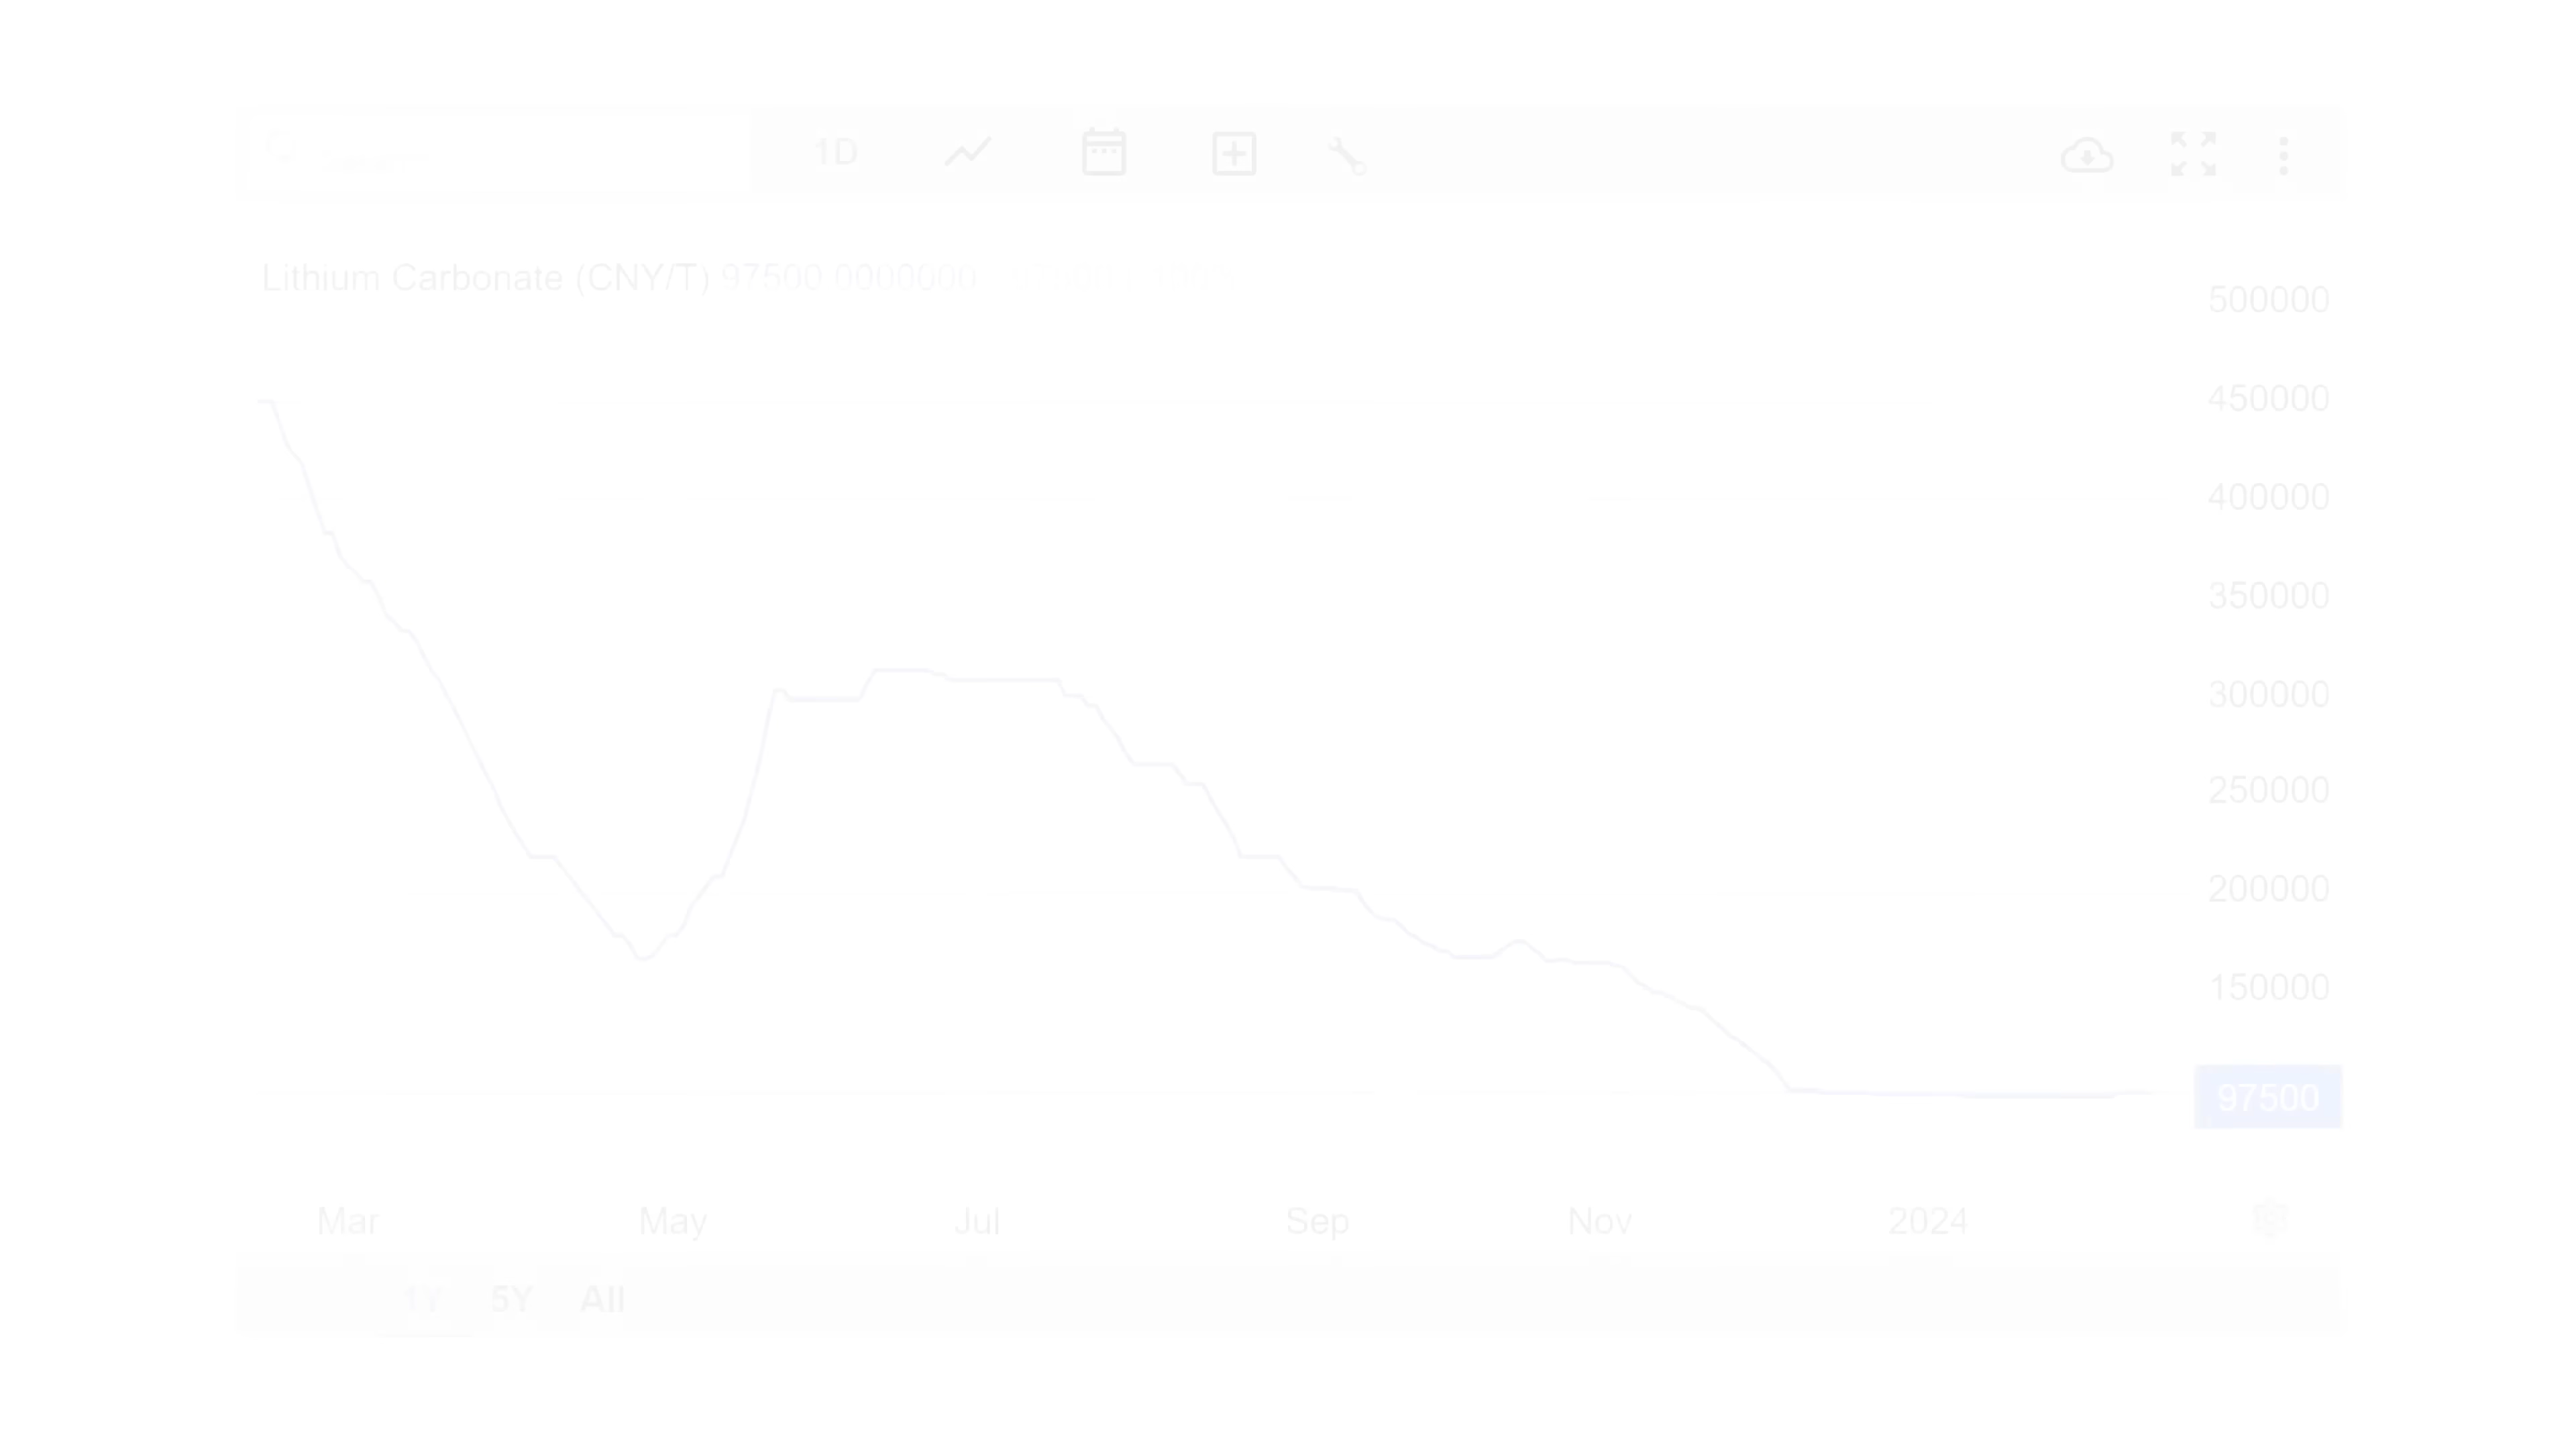 1D
Lithium Carbonate (CNY/T) 97500.0000000
500000
450000
400000
350000
300000
250000
200000
150000
97500
Mar May Jul Sep Nov 2024
1Y 5Y All